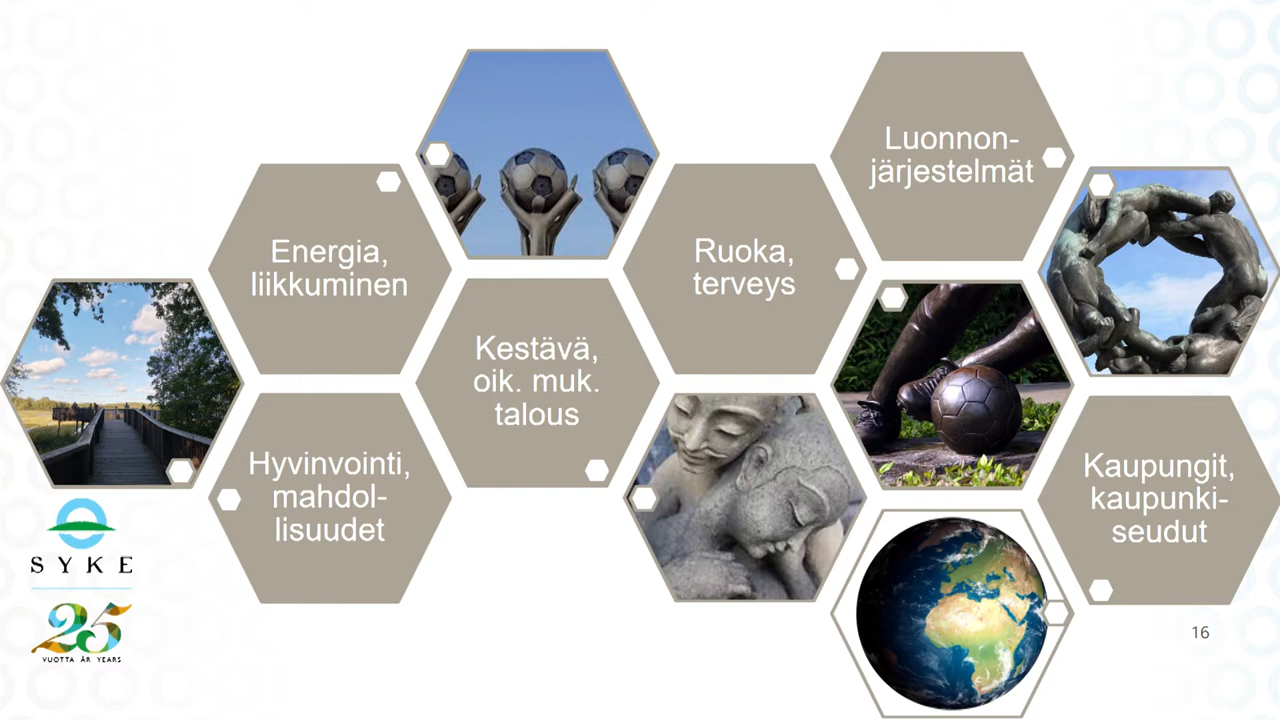 Energia,
liikkuminen
Hyvinvointi,
mahdol-
lisuudet
Kestävä,
oik. muk.
talous
Ruoka,
terveys
Luonnon-
järjestelmät
Kaupungit,
kaupunki-
seudut
SYKE
25
VUOTTA ÅR YEARS
16